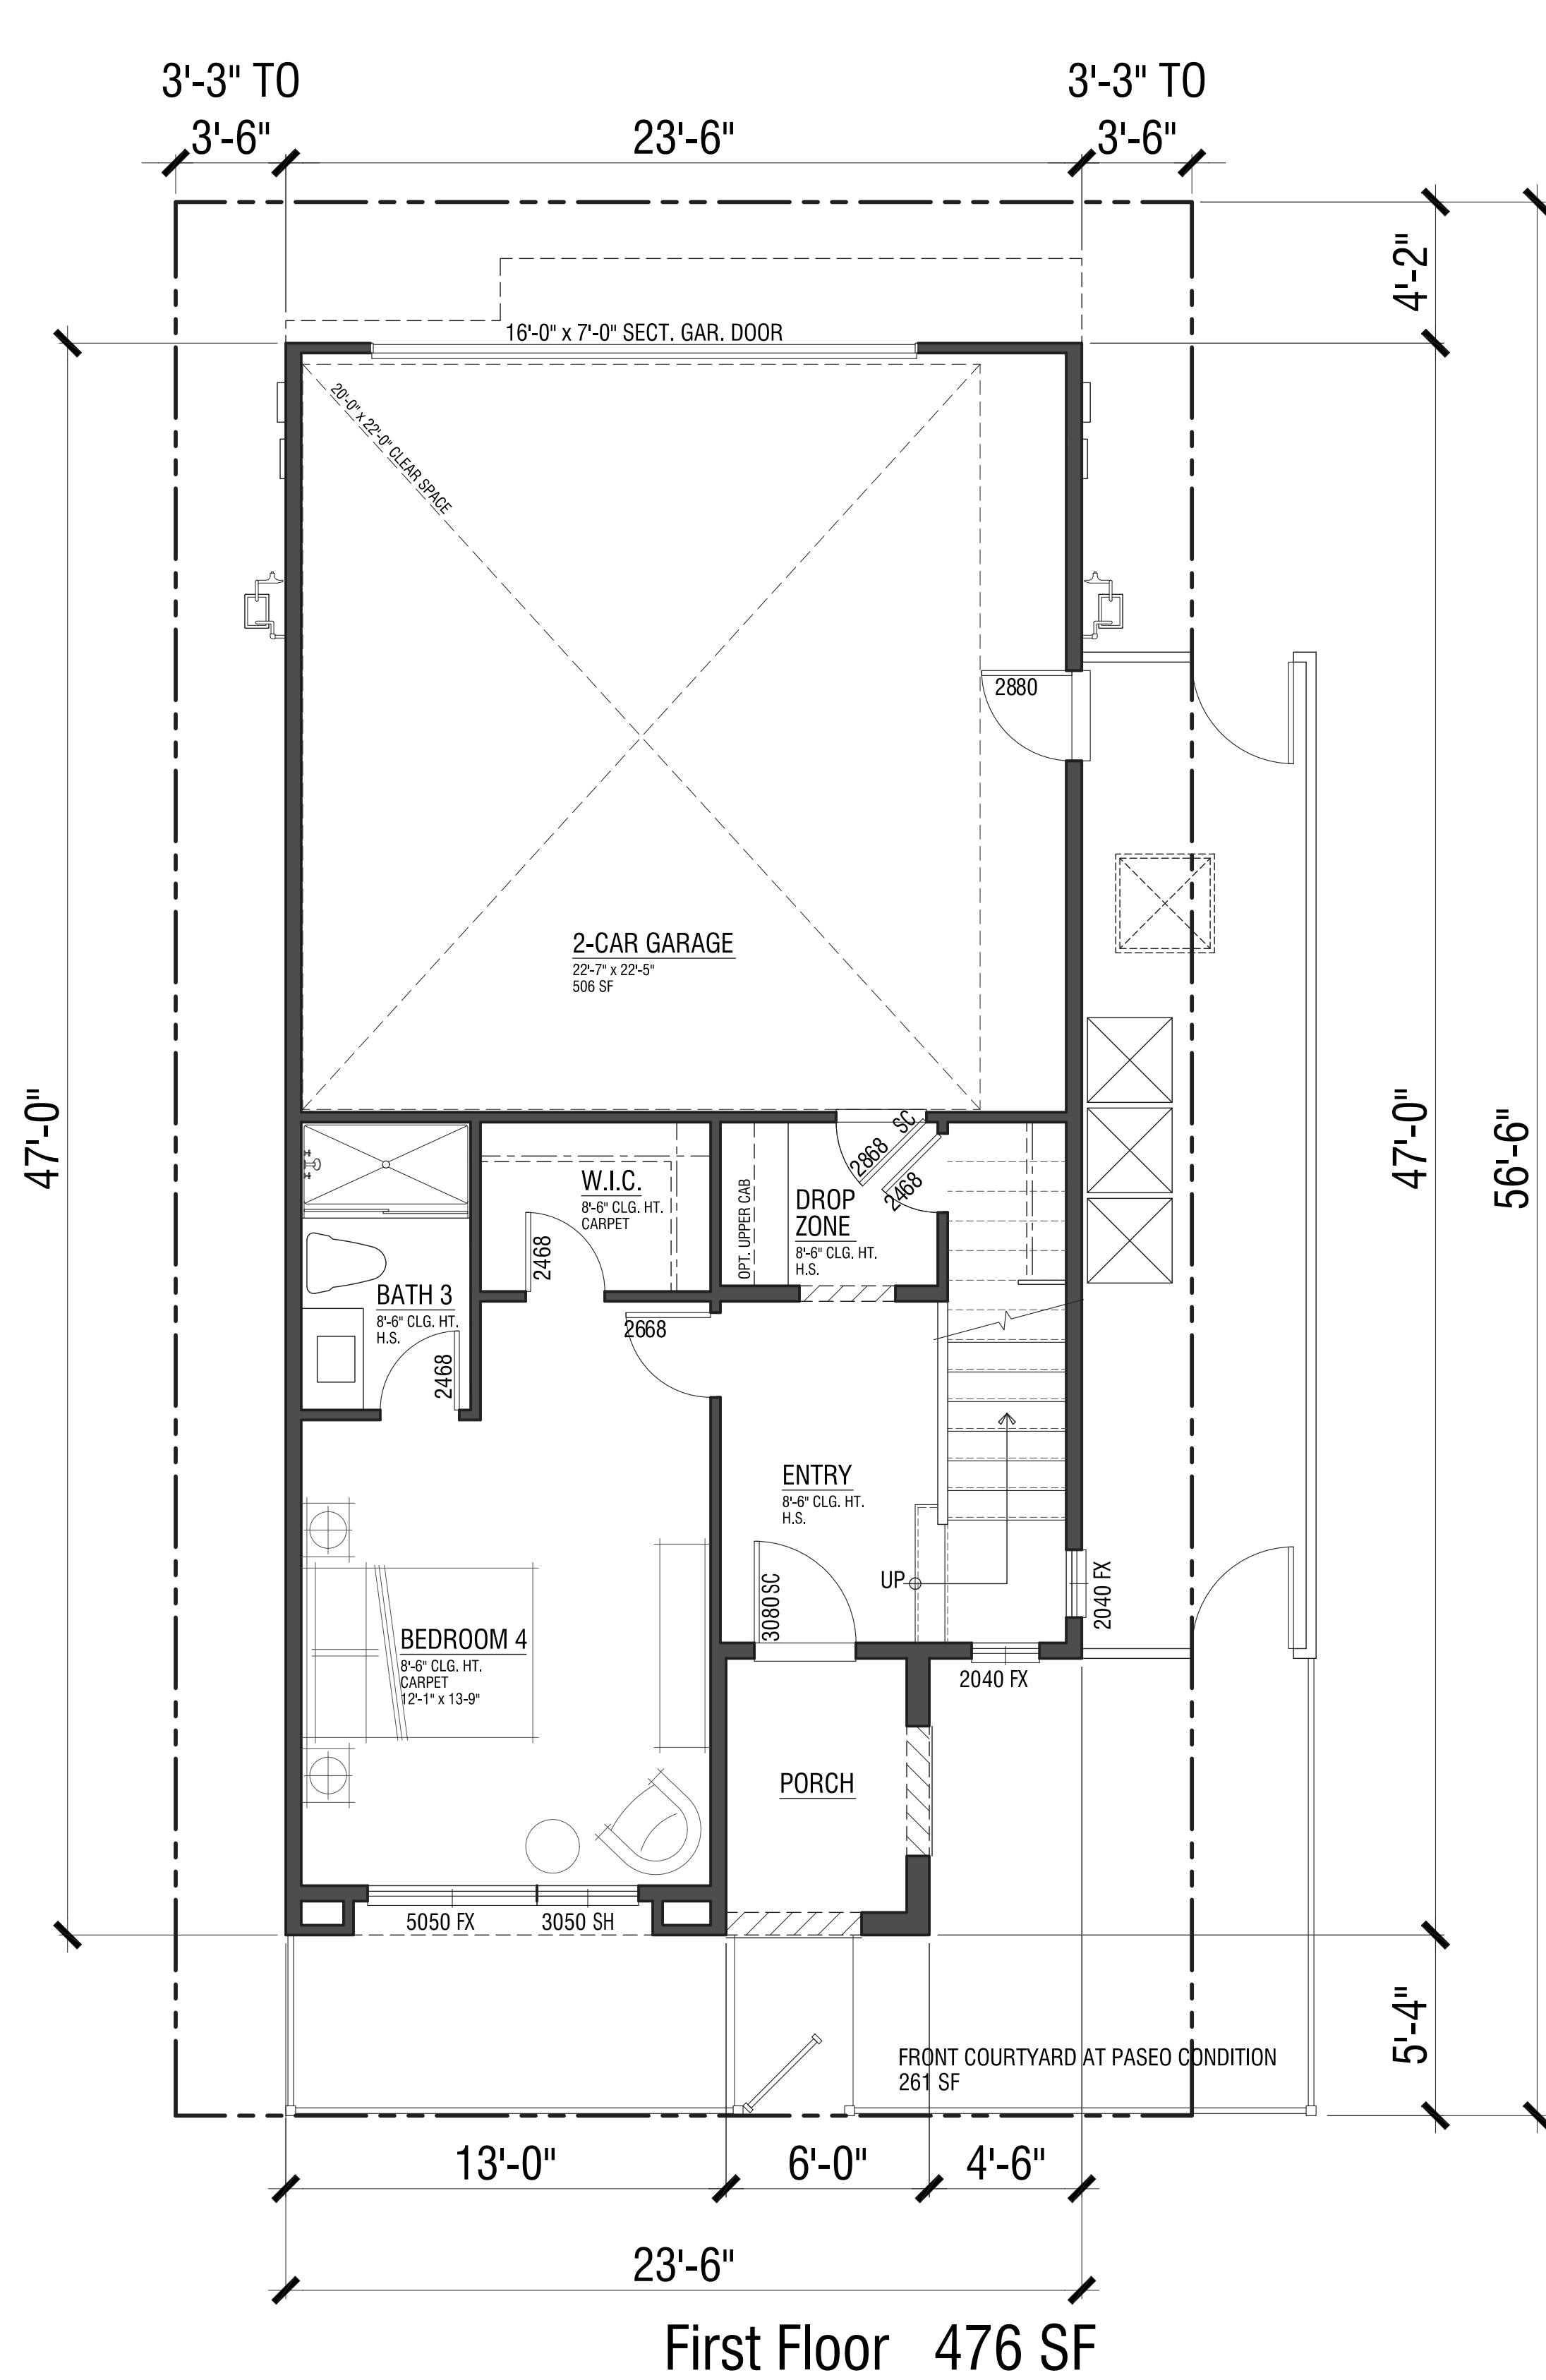 3'-3" TO
3'-6"
23'-6"
3'-3" TO
3'-6"
4'-2"
16'-0" x 7'-0" SECT. GAR. DOOR
20'-0" x 22'-0" CLEAR SPACE
2880
2-CAR GARAGE
22'-7" x 22'-5"
506 SF
47'-0"
47'-0"
56'-6"
2868 SC
2468
W.I.C.
8'-6" CLG. HT.
CARPET
2468
OPT. UPPER CAB
DROP
ZONE
8'-6" CLG. HT.
H.S.
BATH 3
8'-6" CLG. HT.
H.S.
2468
2668
ENTRY
8'-6" CLG. HT.
H.S.
UP
3080 SC
2040 FX
2040 FX
BEDROOM 4
8'-6" CLG. HT.
CARPET
12'-1" x 13-9"
PORCH
5050 FX
3050 SH
5'-4"
FRONT COURTYARD AT PASEO CONDITION
261 SF
13'-0"
6'-0"
4'-6"
23'-6"
First Floor 476 SF